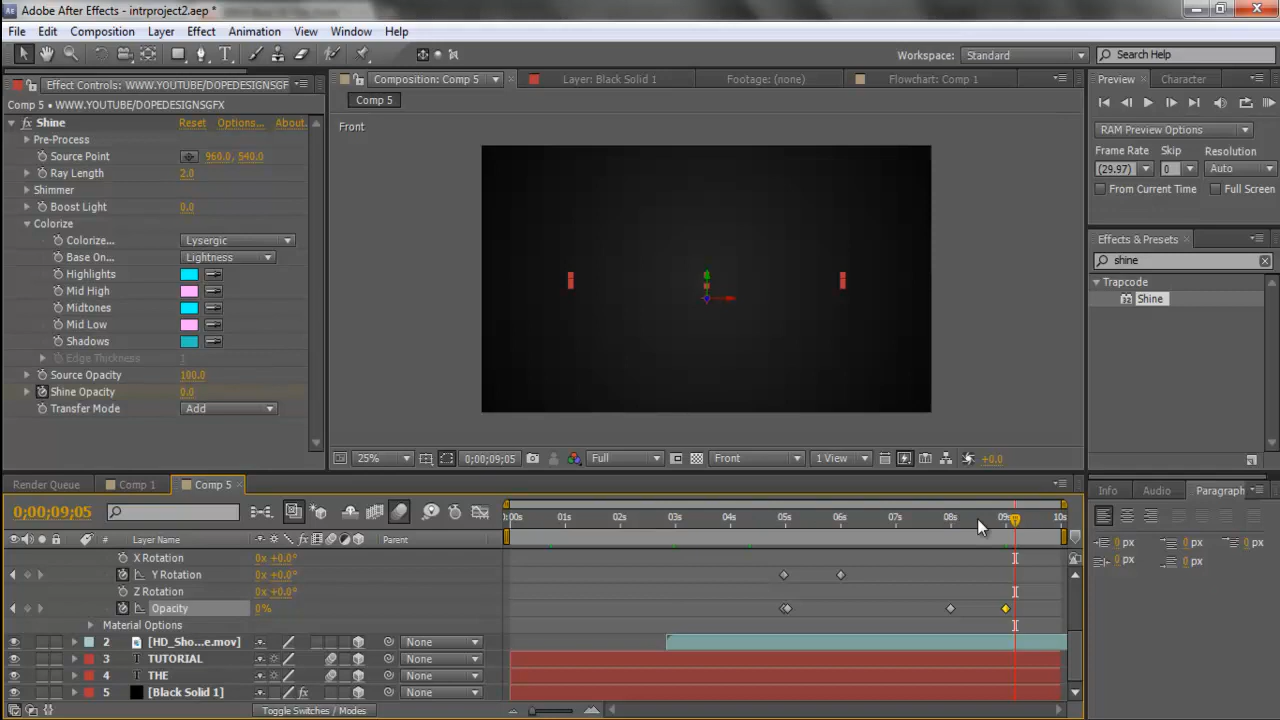 Adobe After Effects - intrproject2.aep *
File Edit Composition Layer Effect Animation View Window Help
Workspace: Standard Search Help
Effect Controls: WWW.YOUTUBE/DOPEDESIGNSGF
Composition: Comp 5 Layer: Black Solid 1 Footage: (none) Flowchart: Comp 1
Preview Character
Comp 5 • WWW.YOUTUBE/DOPEDESIGNSGFX
Comp 5
Shine Reset Options... About.
Front
Pre-Process
RAM Preview Options
Source Point 960.0, 540.0
Frame Rate Skip Resolution
Ray Length 2.0
(29.97) 0 Auto
Shimmer
From Current Time Full Screen
Boost Light 0.0
Colorize
Colorize... Lysergic
Effects & Presets
Base On... Lightness
shine
Highlights
Trapcode
Mid High
Shine
Midtones
Mid Low
Shadows
Edge Thickness 1
Source Opacity 100.0
Shine Opacity 0.0
Transfer Mode Add
25% 0;00;09;05 Full Front 1 View +0.0
Render Queue Comp 1 Comp 5
Info Audio Paragraph
0;00;09;05
0:00s 01s 02s 03s 04s 05s 06s 07s 08s 09s 10s
Layer Name Parent
0 px 0 px 0 px
X Rotation 0x +0.0°
0 px 0 px
Y Rotation 0x +0.0°
Z Rotation 0x +0.0°
Opacity 0%
Material Options
2 [HD_Sho...e.mov] None
3 T TUTORIAL None
4 T THE None
5 [Black Solid 1] None
Toggle Switches / Modes